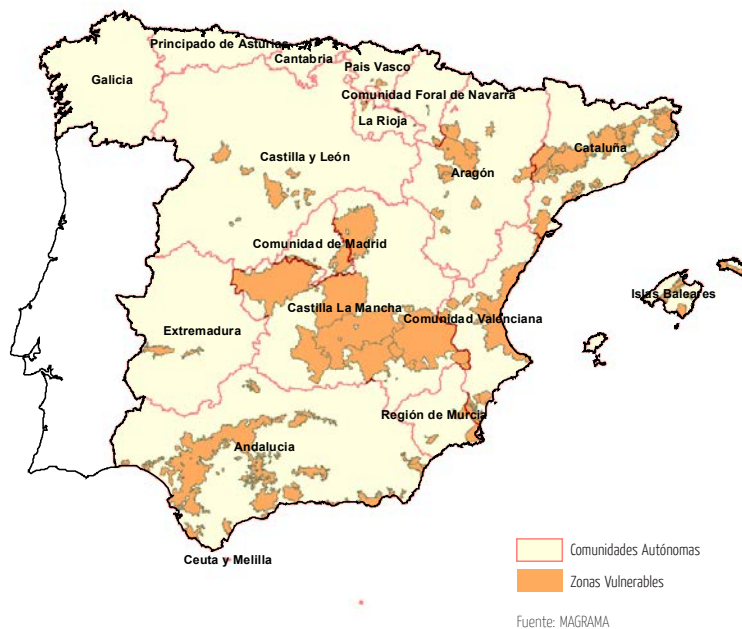 Principado de Asturias
Cantabria
Pais Vasco
Galicia
Comunidad Foral de Navarra
La Rioja
Cataluña
Castilla y León
Aragón
Comunidad de Madrid
Islas Baleares
Castilla La Mancha
Comunidad Valenciana
Extremadura
Región de Murcia
Andalucia
Ceuta y Melilla
Comunidades Autónomas
Zonas Vulnerables
Fuente: MAGRAMA